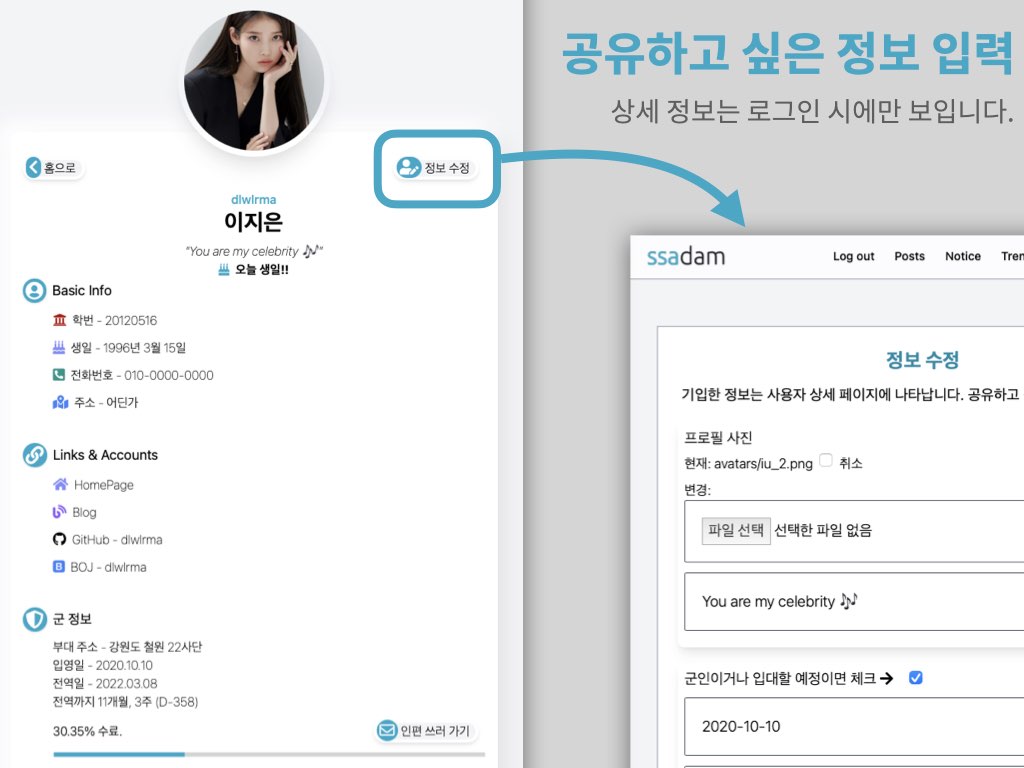 공유하고 싶은 정보 입력
상세 정보는 로그인 시에만 보입니다.
홈으로
정보 수정
dlwlrma
이지은
"You are my celebrity 🎶"
오늘 생일!!
Basic Info
학번 - 20120516
생일 - 1996년 3월 15일
전화번호 - 010-0000-0000
주소 - 어딘가
Links & Accounts
HomePage
Blog
GitHub - dlwlrma
B BOJ - dlwlrma
군 정보
부대 주소 - 강원도 철원 22사단
입영일 - 2020.10.10
전역일 - 2022.03.08
전역까지 11개월, 3주 (D-358)
30.35% 수료.
인편 쓰러 가기
ssadam
Log out Posts Notice Tren
정보 수정
기입한 정보는 사용자 상세 페이지에 나타납니다. 공유하고
프로필 사진
현재: avatars/iu_2.png 취소
변경:
파일 선택 선택한 파일 없음
You are my celebrity 🎶
군인이거나 입대할 예정이면 체크 →
2020-10-10